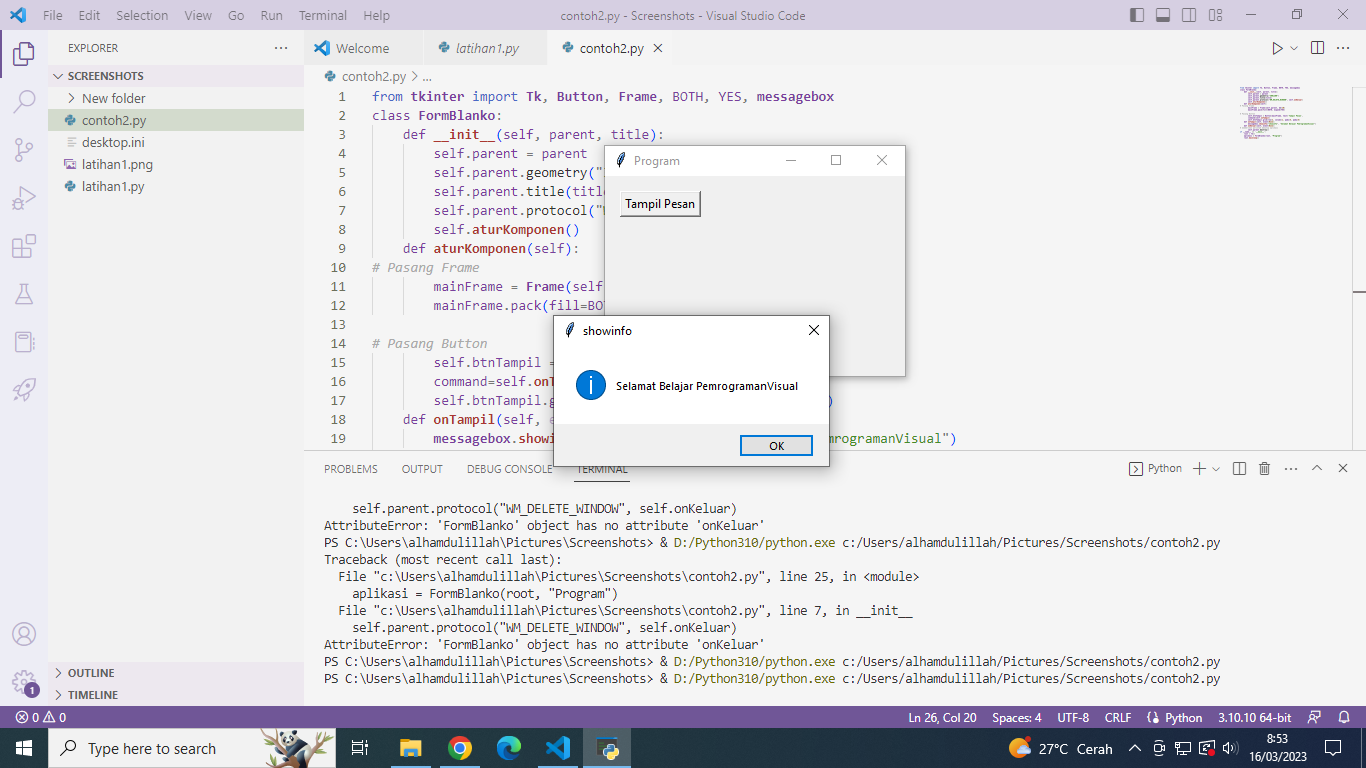 File Edit Selection View Go Run Terminal Help contoh2.py - Screenshots - Visual Studio Code
EXPLORER
SCREENSHOTS
New folder
contoh2.py
desktop.ini
latihan1.png
latihan1.py
OUTLINE
TIMELINE
Welcome latihan1.py contoh2.py
contoh2.py > ...
1 from tkinter import Tk, Button, Frame, BOTH, YES, messagebox
2 class FormBlanko:
3 def __init__(self, parent, title):
4 self.parent = parent
5 self.parent.geometry("
6 self.parent.title(titl
7 self.parent.protocol("
8 self.aturKomponen()
9 def aturKomponen(self):
10 # Pasang Frame
11 mainFrame = Frame(self
12 mainFrame.pack(fill=BO
13
14 # Pasang Button
15 self.btnTampil =
16 command=self.onT
17 self.btnTampil.g )
18 def onTampil(self,
19 messagebox.showi mrogramanVisual")
Program
Tampil Pesan
showinfo
Selamat Belajar PemrogramanVisual
OK
PROBLEMS OUTPUT DEBUG CONSOLE TERMINAL Python
self.parent.protocol("WM_DELETE_WINDOW", self.onKeluar)
AttributeError: 'FormBlanko' object has no attribute 'onKeluar'
PS C:\Users\alhamdulillah\Pictures\Screenshots> & D:/Python310/python.exe c:/Users/alhamdulillah/Pictures/Screenshots/contoh2.py
Traceback (most recent call last):
File "c:\Users\alhamdulillah\Pictures\Screenshots\contoh2.py", line 25, in <module>
aplikasi = FormBlanko(root, "Program")
File "c:\Users\alhamdulillah\Pictures\Screenshots\contoh2.py", line 7, in __init__
self.parent.protocol("WM_DELETE_WINDOW", self.onKeluar)
AttributeError: 'FormBlanko' object has no attribute 'onKeluar'
PS C:\Users\alhamdulillah\Pictures\Screenshots> & D:/Python310/python.exe c:/Users/alhamdulillah/Pictures/Screenshots/contoh2.py
PS C:\Users\alhamdulillah\Pictures\Screenshots> & D:/Python310/python.exe c:/Users/alhamdulillah/Pictures/Screenshots/contoh2.py
1
0 0 Ln 26, Col 20 Spaces: 4 UTF-8 CRLF Python 3.10.10 64-bit
Type here to search 27°C Cerah 8:53
16/03/2023